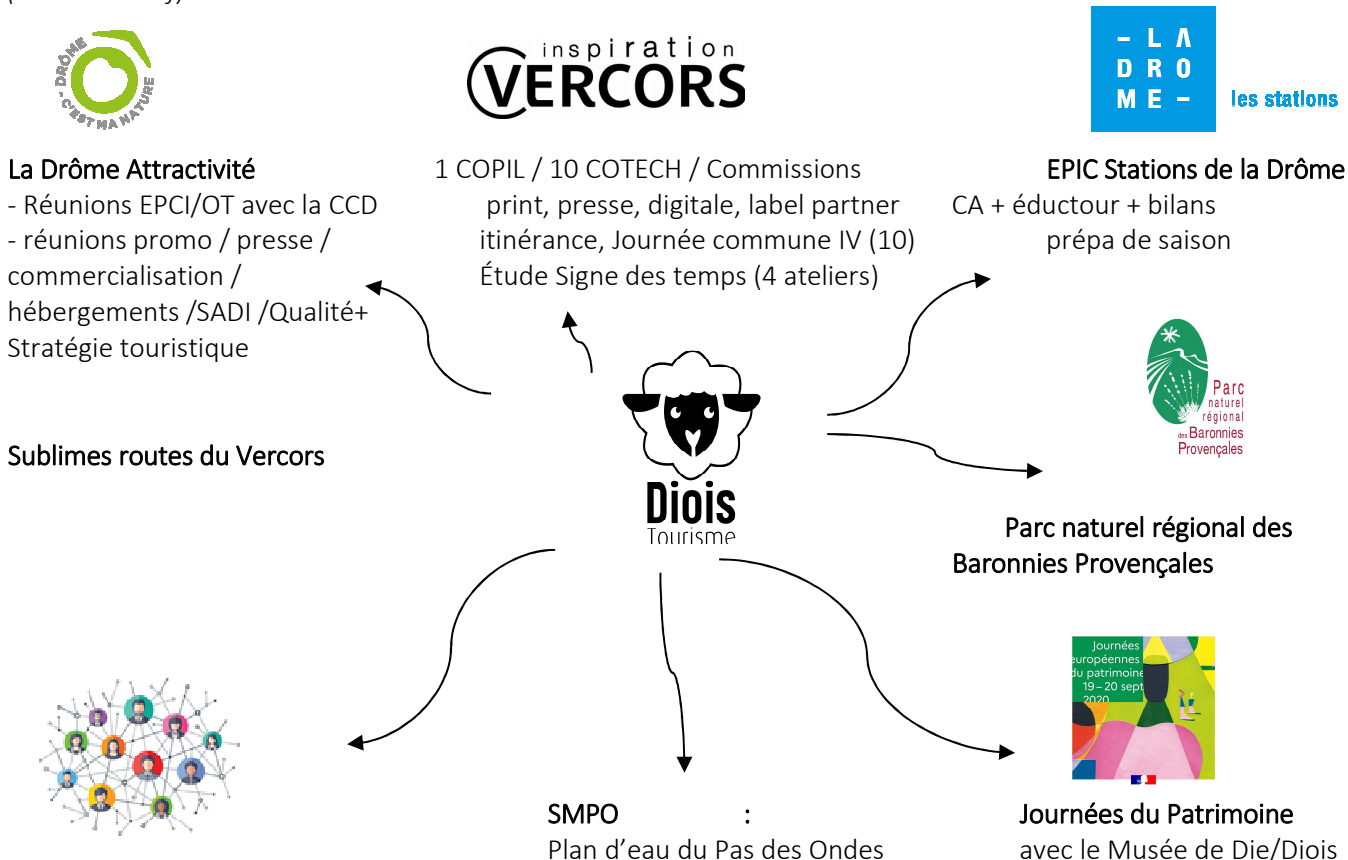 - DRÔME -
C'EST MA NATURE
inspiration
VERCORS
- L A
D R O
M E -
les stations
La Drôme Attractivité
- Réunions EPCI/OT avec la CCD
- réunions promo / presse /
commercialisation /
hébergements /SADI /Qualité+
Stratégie touristique
1 COPIL / 10 COTECH / Commissions
print, presse, digitale, label partner
itinérance, Journée commune IV (10)
Étude Signe des temps (4 ateliers)
EPIC Stations de la Drôme
CA + éductour + bilans
prépa de saison
Parc
naturel
régional
des Baronnies
Provençales
Sublimes routes du Vercors
Diois
Tourisme
Parc naturel régional des
Baronnies Provençales
Journées
européennes
du patrimoine
19 – 20 sept
2020
SMPO :
Plan d'eau du Pas des Ondes
Journées du Patrimoine
avec le Musée de Die/Diois